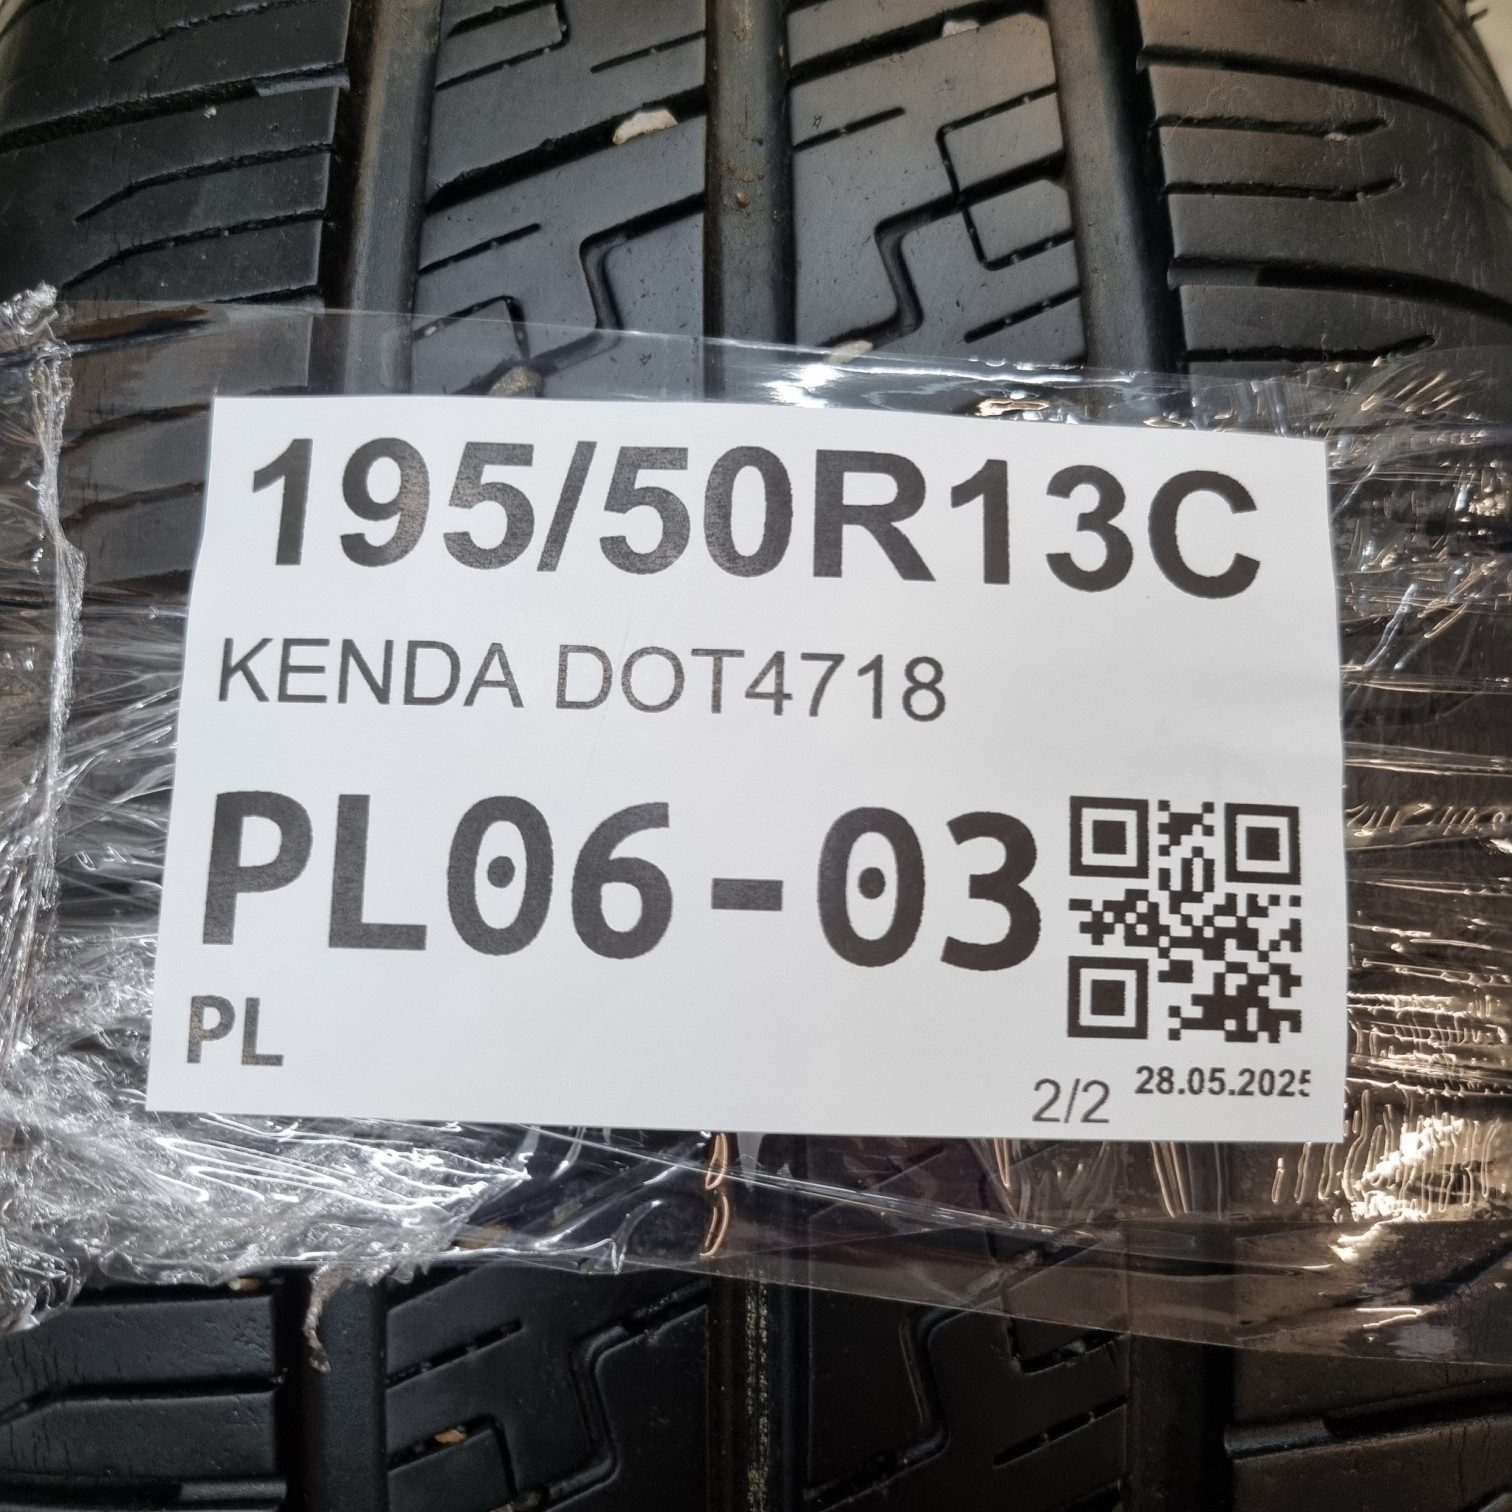 195/50R13C
KENDA DOT4718
PL06-03
PL
2/2 28.05.2025